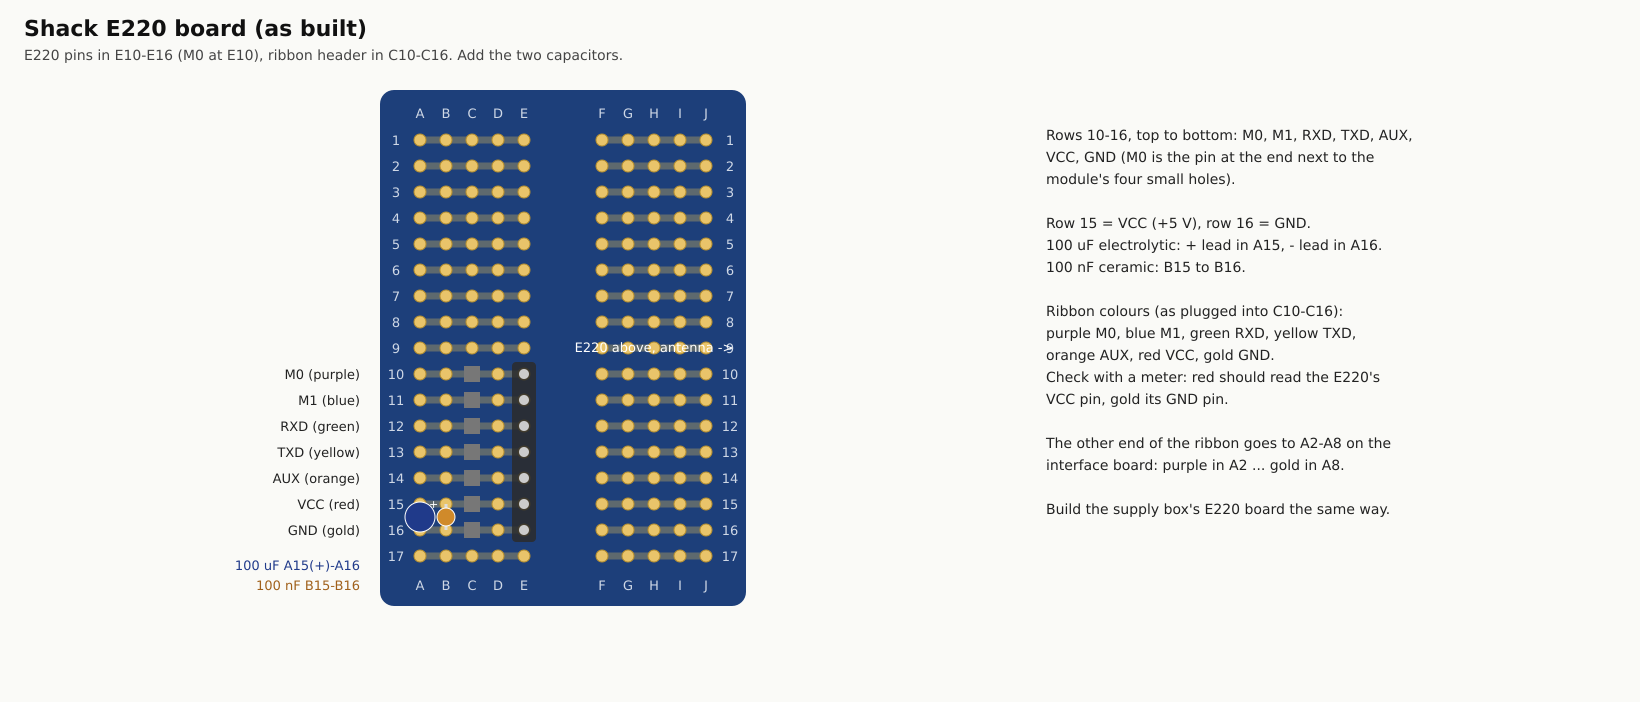 Shack E220 board (as built)
E220 pins in E10-E16 (M0 at E10), ribbon header in C10-C16. Add the two capacitors.
A B C D E F G H I J
1 1
2 2
3 3
4 4
5 5
6 6
7 7
8 8
9 E220 above, antenna -> 9
M0 (purple) 10 10
M1 (blue) 11 11
RXD (green) 12 12
TXD (yellow) 13 13
AUX (orange) 14 14
VCC (red) 15 + 15
GND (gold) 16 16
17 17
100 uF A15(+)-A16
100 nF B15-B16
A B C D E F G H I J
Rows 10-16, top to bottom: M0, M1, RXD, TXD, AUX,
VCC, GND (M0 is the pin at the end next to the
module's four small holes).
Row 15 = VCC (+5 V), row 16 = GND.
100 uF electrolytic: + lead in A15, - lead in A16.
100 nF ceramic: B15 to B16.
Ribbon colours (as plugged into C10-C16):
purple M0, blue M1, green RXD, yellow TXD,
orange AUX, red VCC, gold GND.
Check with a meter: red should read the E220's
VCC pin, gold its GND pin.
The other end of the ribbon goes to A2-A8 on the
interface board: purple in A2 ... gold in A8.
Build the supply box's E220 board the same way.